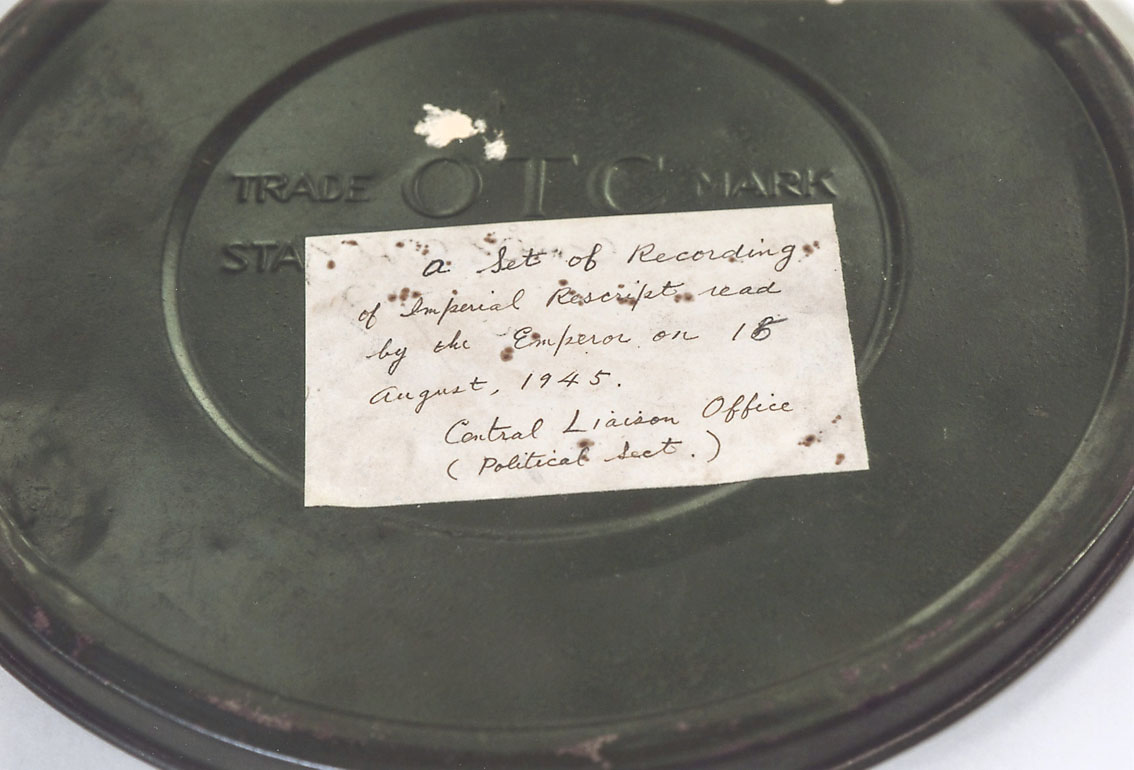 TRADE OTC MARK
STA
a Set of Recording
of Imperial Rescript read
by the Emperor on 15
August, 1945.
Central Liaison Office
(Political Sect.)